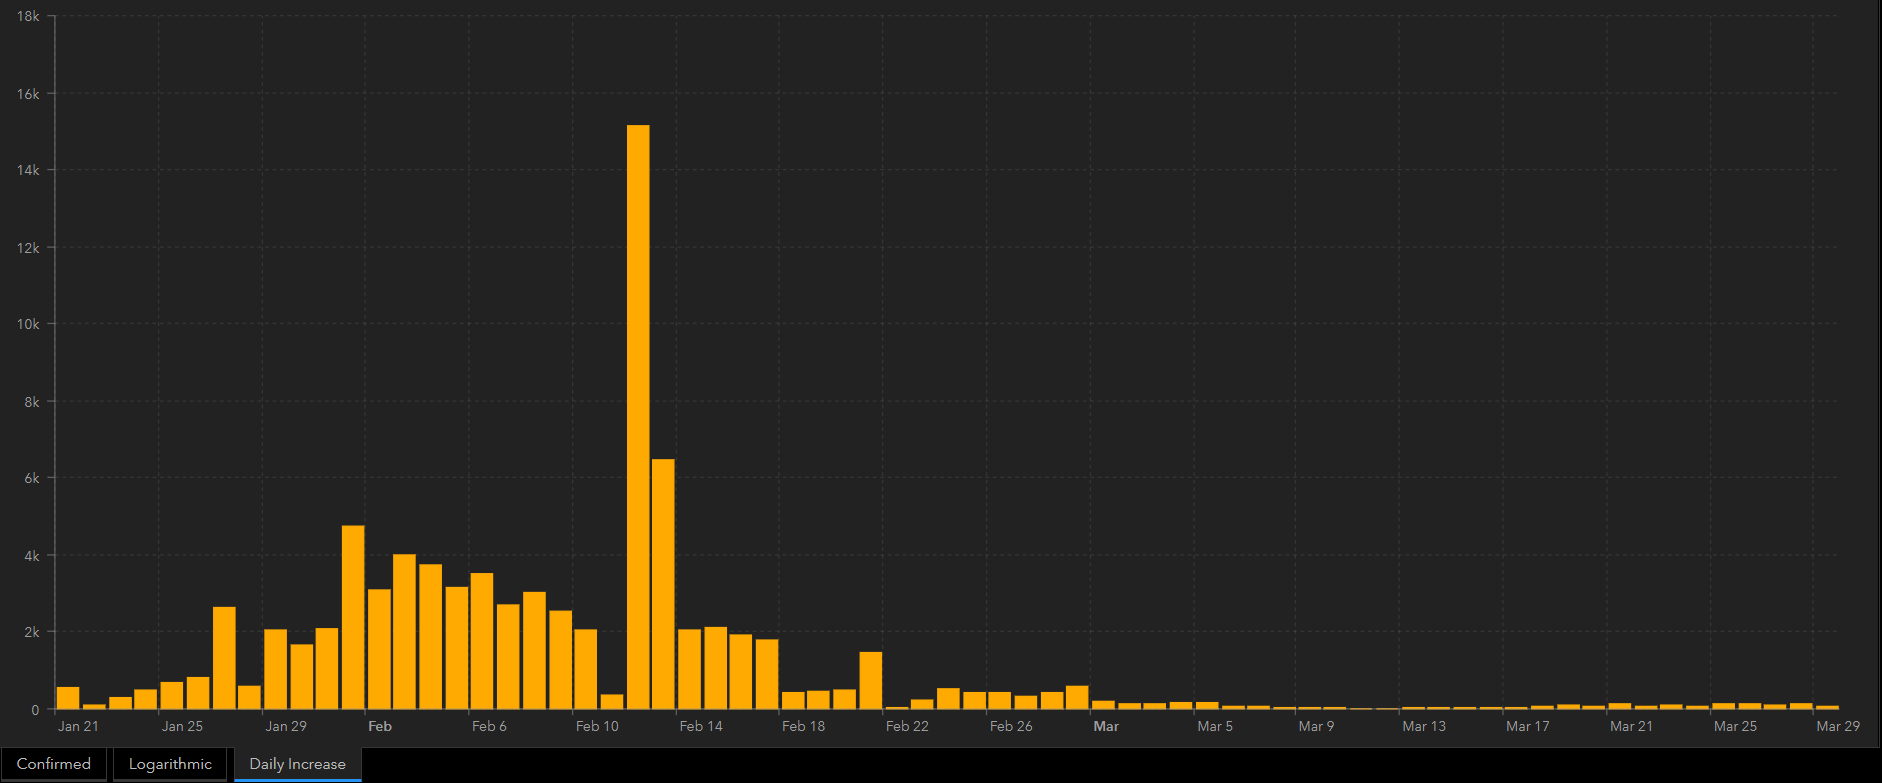 18k
16k
14k
12k
10k
8k
6k
4k
2k
0
Jan 21 Jan 25 Jan 29 Feb Feb 6 Feb 10 Feb 14 Feb 18 Feb 22 Feb 26 Mar Mar 5 Mar 9 Mar 13 Mar 17 Mar 21 Mar 25 Mar 29
Confirmed Logarithmic Daily Increase